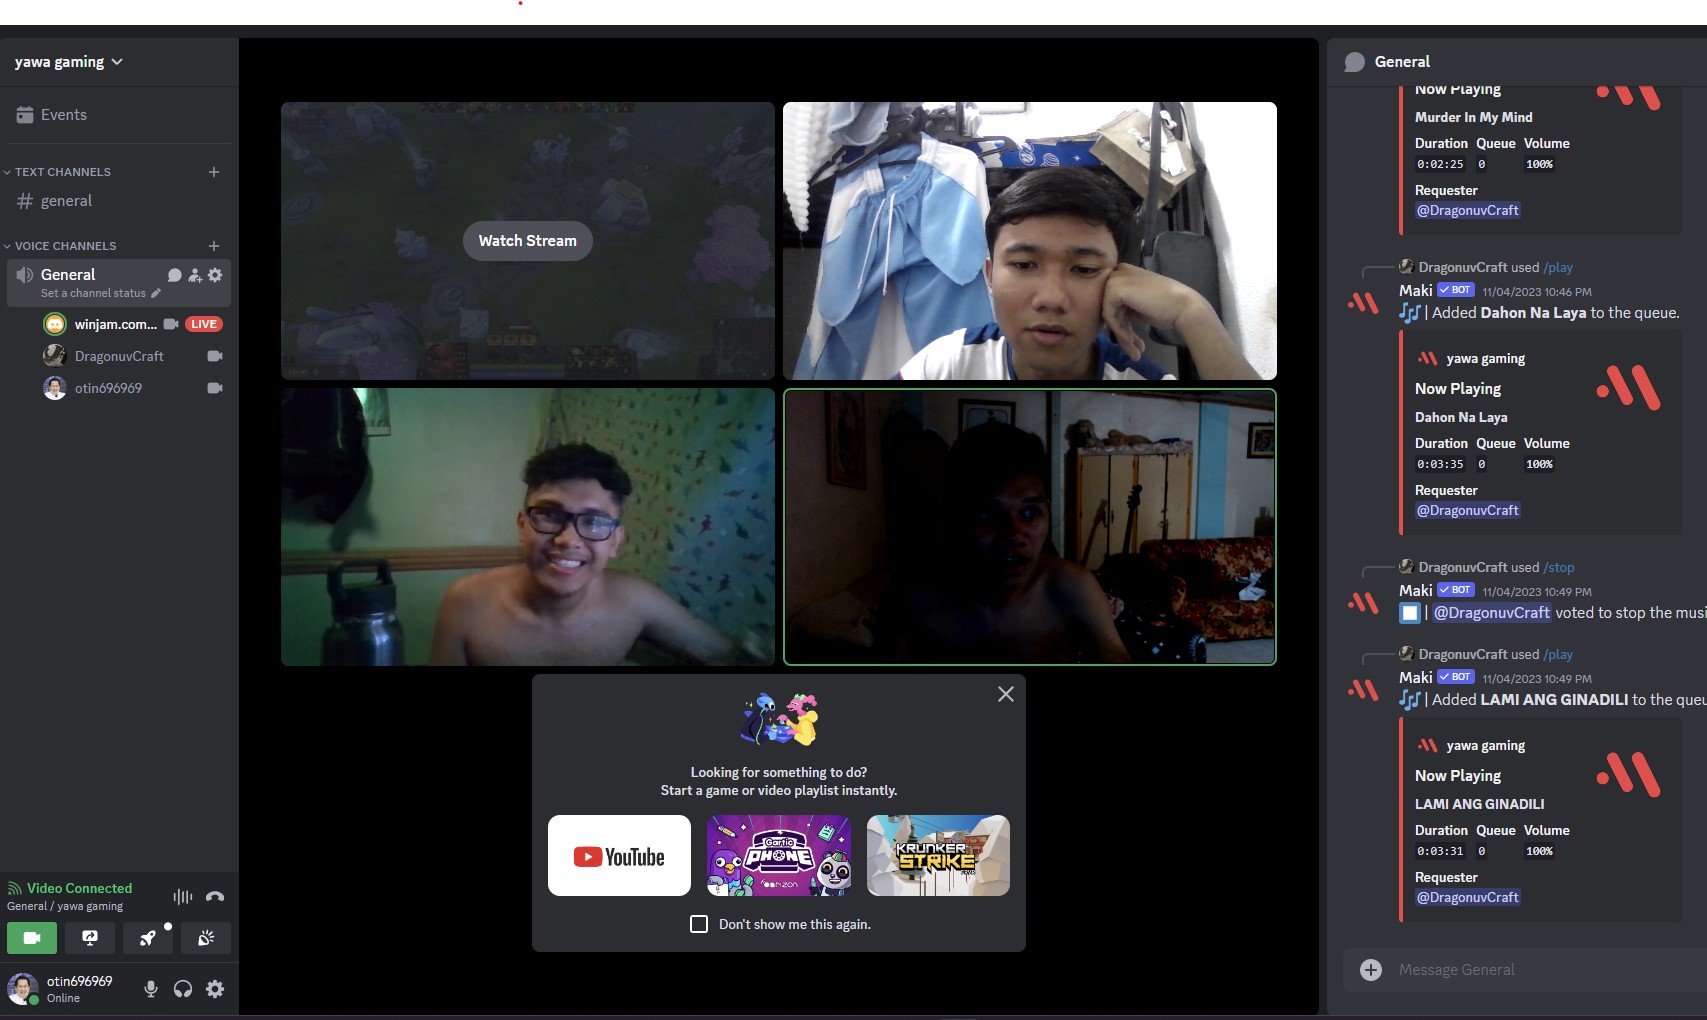 yawa gaming
Events
TEXT CHANNELS
general
VOICE CHANNELS
General
Set a channel status
winjam.com...
LIVE
DragonuvCraft
otin696969
Video Connected
General / yawa gaming
otin696969
Online
Watch Stream
Looking for something to do?
Start a game or video playlist instantly.
YouTube
Gartic
PHONE
KRUNKER
STRIKE
Don't show me this again.
General
Now Playing
Murder In My Mind
Duration Queue Volume
0:02:25 0 100%
Requester
@DragonuvCraft
DragonuvCraft used /play
Maki BOT 11/04/2023 10:46 PM
| Added Dahon Na Laya to the queue.
yawa gaming
Now Playing
Dahon Na Laya
Duration Queue Volume
0:03:35 0 100%
Requester
@DragonuvCraft
DragonuvCraft used /stop
Maki BOT 11/04/2023 10:49 PM
| @DragonuvCraft voted to stop the musi
DragonuvCraft used /play
Maki BOT 11/04/2023 10:49 PM
| Added LAMI ANG GINADILI to the queu
yawa gaming
Now Playing
LAMI ANG GINADILI
Duration Queue Volume
0:03:31 0 100%
Requester
@DragonuvCraft
Message General